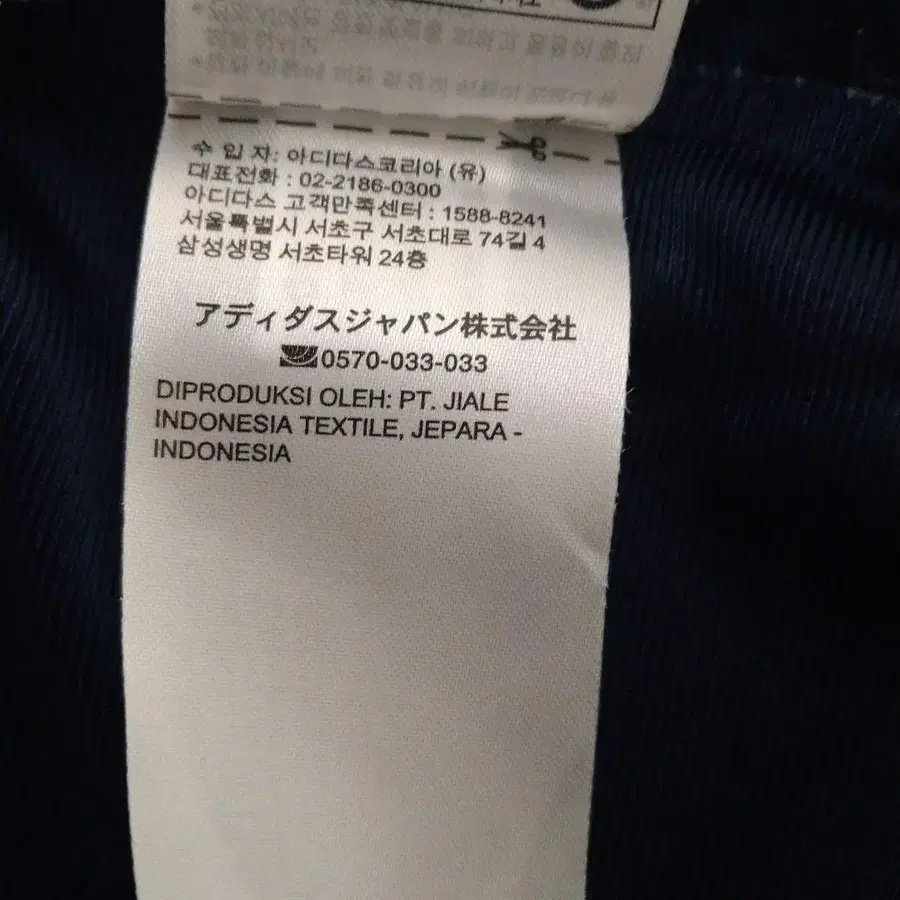 수 입 자: 아디다스코리아 (유)
대표전화 : 02-2186-0300
아디다스 고객만족센터 : 1588-8241
서울특별시 서초구 서초대로 74길 4
삼성생명 서초타워 24층
アディダスジャパン株式会社
0570-033-033
DIPRODUKSI OLEH: PT. JIALE
INDONESIA TEXTILE, JEPARA -
INDONESIA